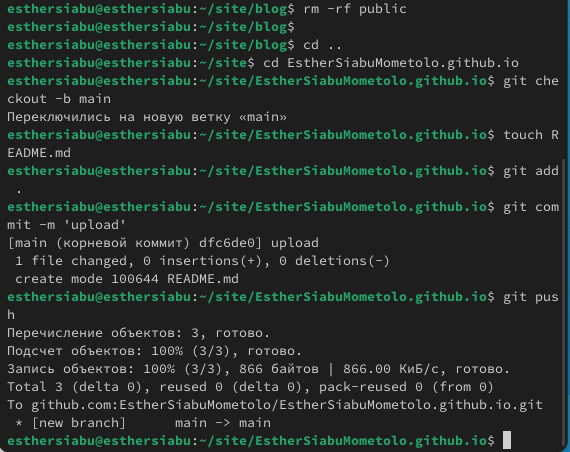 esthersiabu@esthersiabu:~/site/blog$ rm -rf public
esthersiabu@esthersiabu:~/site/blog$
esthersiabu@esthersiabu:~/site/blog$ cd ..
esthersiabu@esthersiabu:~/site$ cd EstherSiabuMometolo.github.io
esthersiabu@esthersiabu:~/site/EstherSiabuMometolo.github.io$ git che
ckout -b main
Переключились на новую ветку «main»
esthersiabu@esthersiabu:~/site/EstherSiabuMometolo.github.io$ touch R
EADME.md
esthersiabu@esthersiabu:~/site/EstherSiabuMometolo.github.io$ git add
 .
esthersiabu@esthersiabu:~/site/EstherSiabuMometolo.github.io$ git com
mit -m 'upload'
[main (корневой коммит) dfc6de0] upload
 1 file changed, 0 insertions(+), 0 deletions(-)
 create mode 100644 README.md
esthersiabu@esthersiabu:~/site/EstherSiabuMometolo.github.io$ git pus
h
Перечисление объектов: 3, готово.
Подсчет объектов: 100% (3/3), готово.
Запись объектов: 100% (3/3), 866 байтов | 866.00 КиБ/с, готово.
Total 3 (delta 0), reused 0 (delta 0), pack-reused 0 (from 0)
To github.com:EstherSiabuMometolo/EstherSiabuMometolo.github.io.git
 * [new branch]      main -> main
esthersiabu@esthersiabu:~/site/EstherSiabuMometolo.github.io$